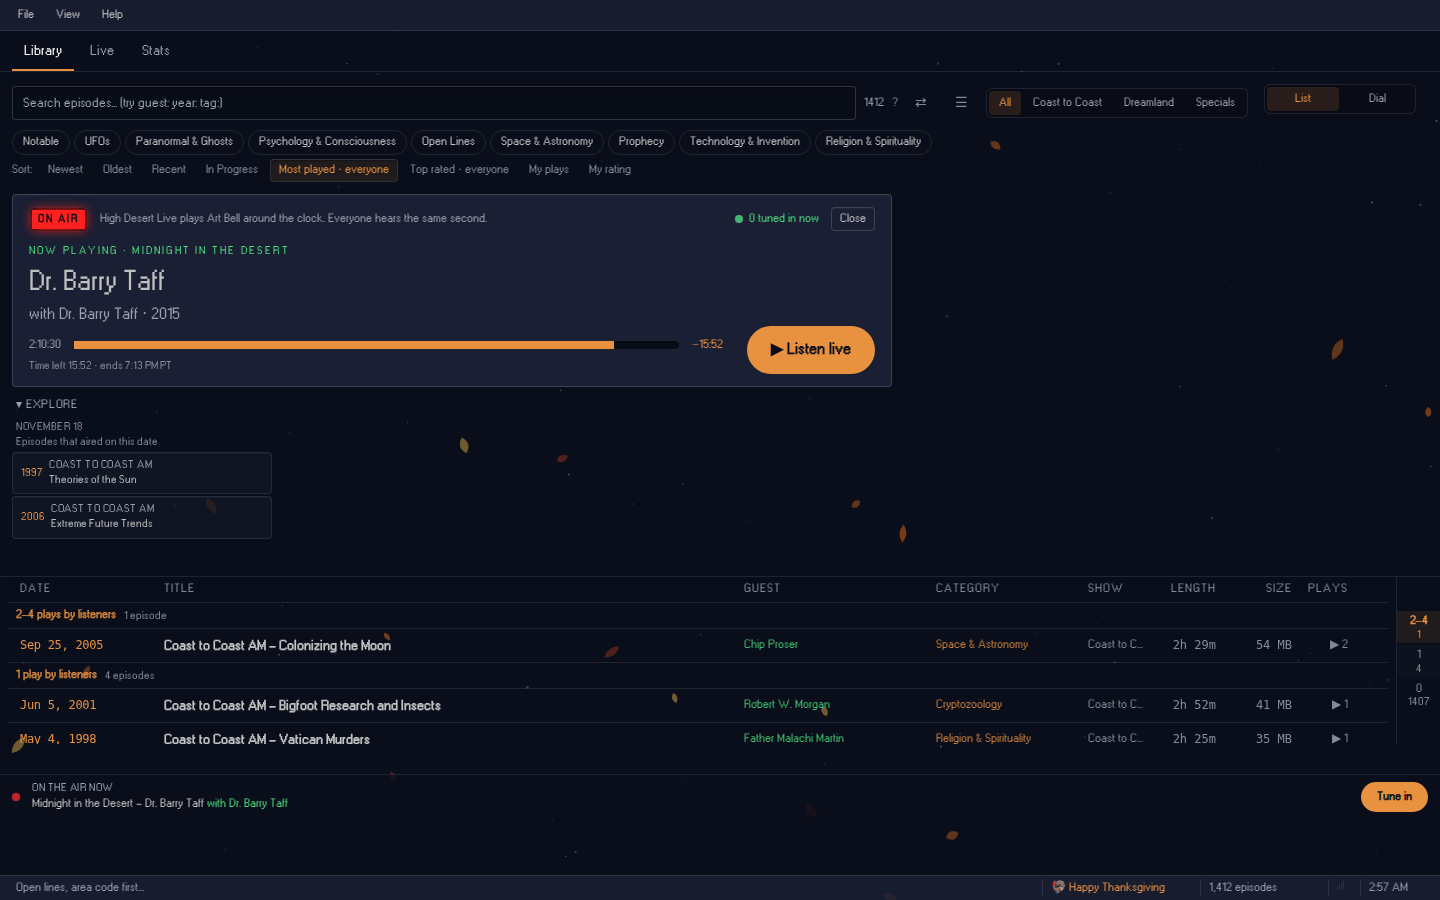 File View Help
Library Live Stats
Search episodes... (try guest: year: tag:)
1412 ? ⇄ ☰ All Coast to Coast Dreamland Specials List Dial
Notable UFOs Paranormal & Ghosts Psychology & Consciousness Open Lines Space & Astronomy Prophecy Technology & Invention Religion & Spirituality
Sort: Newest Oldest Recent In Progress Most played · everyone Top rated · everyone My plays My rating
ON AIR High Desert Live plays Art Bell around the clock. Everyone hears the same second. 0 tuned in now Close
NOW PLAYING · MIDNIGHT IN THE DESERT
Dr. Barry Taff
with Dr. Barry Taff · 2015
2:10:30 −15:52 ▶ Listen live
Time left 15:52 · ends 7:13 PM PT
▾ EXPLORE
NOVEMBER 18
Episodes that aired on this date
1997 COAST TO COAST AM
Theories of the Sun
2006 COAST TO COAST AM
Extreme Future Trends
DATE TITLE GUEST CATEGORY SHOW LENGTH SIZE PLAYS
2–4 plays by listeners 1 episode
Sep 25, 2005 Coast to Coast AM – Colonizing the Moon Chip Proser Space & Astronomy Coast to C... 2h 29m 54 MB ▶ 2
1 play by listeners 4 episodes
Jun 5, 2001 Coast to Coast AM – Bigfoot Research and Insects Robert W. Morgan Cryptozoology Coast to C... 2h 52m 41 MB ▶ 1
May 4, 1998 Coast to Coast AM – Vatican Murders Father Malachi Martin Religion & Spirituality Coast to C... 2h 25m 35 MB ▶ 1
2–4
1
1
4
0
1407
ON THE AIR NOW
Midnight in the Desert – Dr. Barry Taff with Dr. Barry Taff
Tune in
Open lines, area code first... Happy Thanksgiving 1,412 episodes 2:57 AM